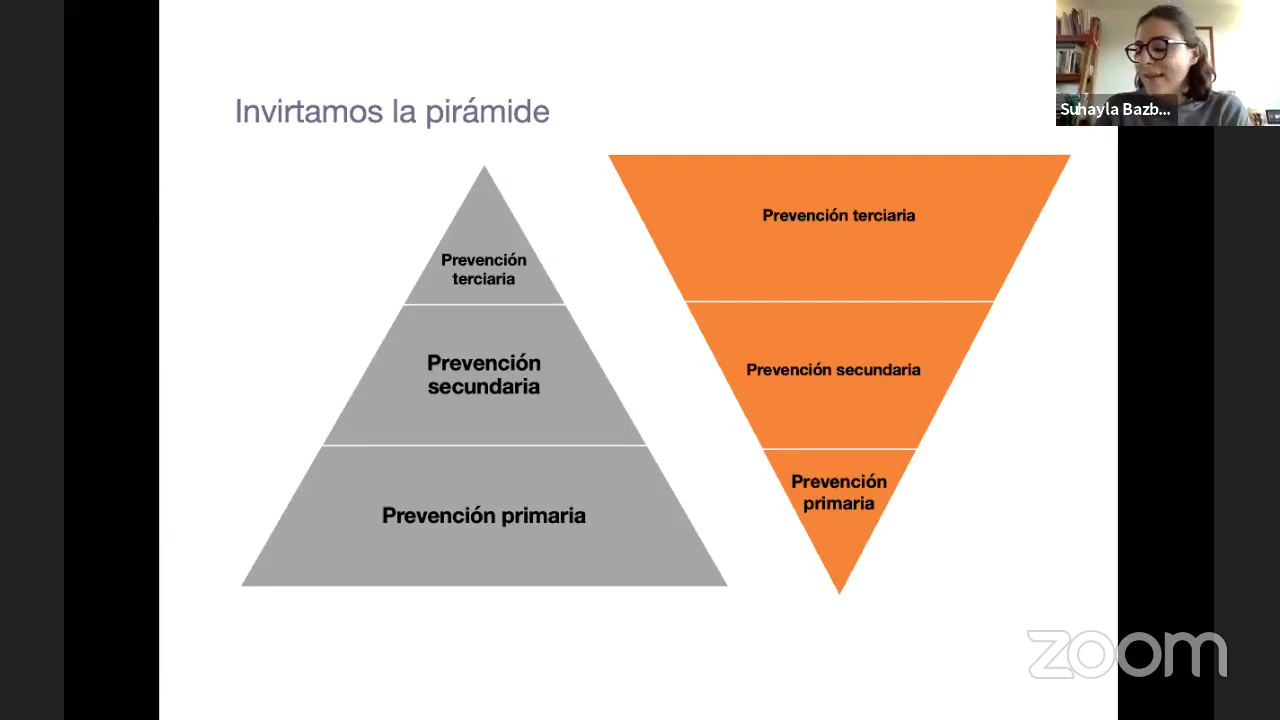 Invirtamos la pirámide
Suhayla Bazb...
Prevención
terciaria
Prevención
secundaria
Prevención primaria
Prevención terciaria
Prevención secundaria
Prevención
primaria
zoom